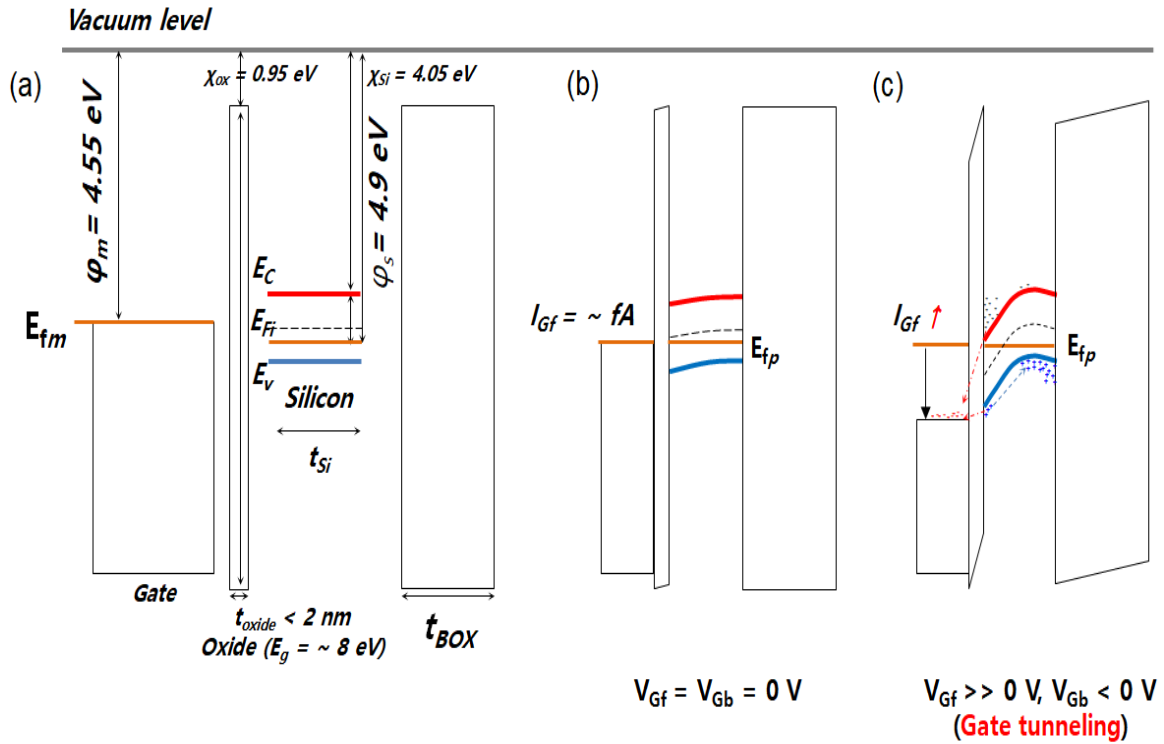 Vacuum level
(a)
χox = 0.95 eV
χSi = 4.05 eV
(b)
(c)
φm = 4.55 eV
φs = 4.9 eV
EC
Efm
EFi
Ev
Silicon
tSi
Gate
toxide < 2 nm
Oxide (Eg = ~ 8 eV)
tBOX
IGf = ~ fA
Efp
VGf = VGb = 0 V
IGf
Efp
VGf >> 0 V, VGb < 0 V
(Gate tunneling)